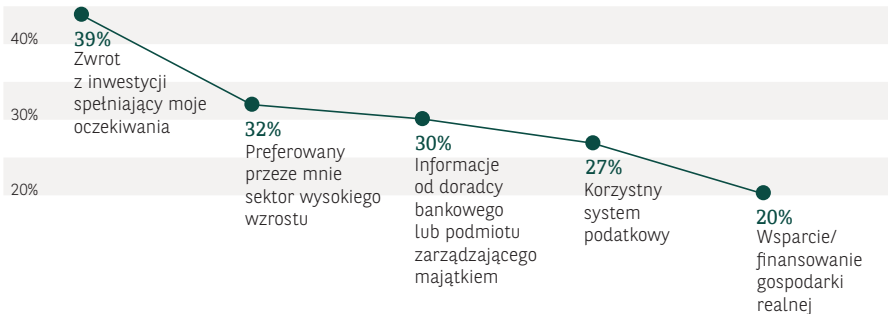 40%
30%
20%
39%
Zwrot
z inwestycji
spełniający moje
oczekiwania
32%
Preferowany
przeze mnie
sektor wysokiego
wzrostu
30%
Informacje
od doradcy
bankowego
lub podmiotu
zarządzającego
majątkiem
27%
Korzystny
system
podatkowy
20%
Wsparcie/
finansowanie
gospodarki
realnej